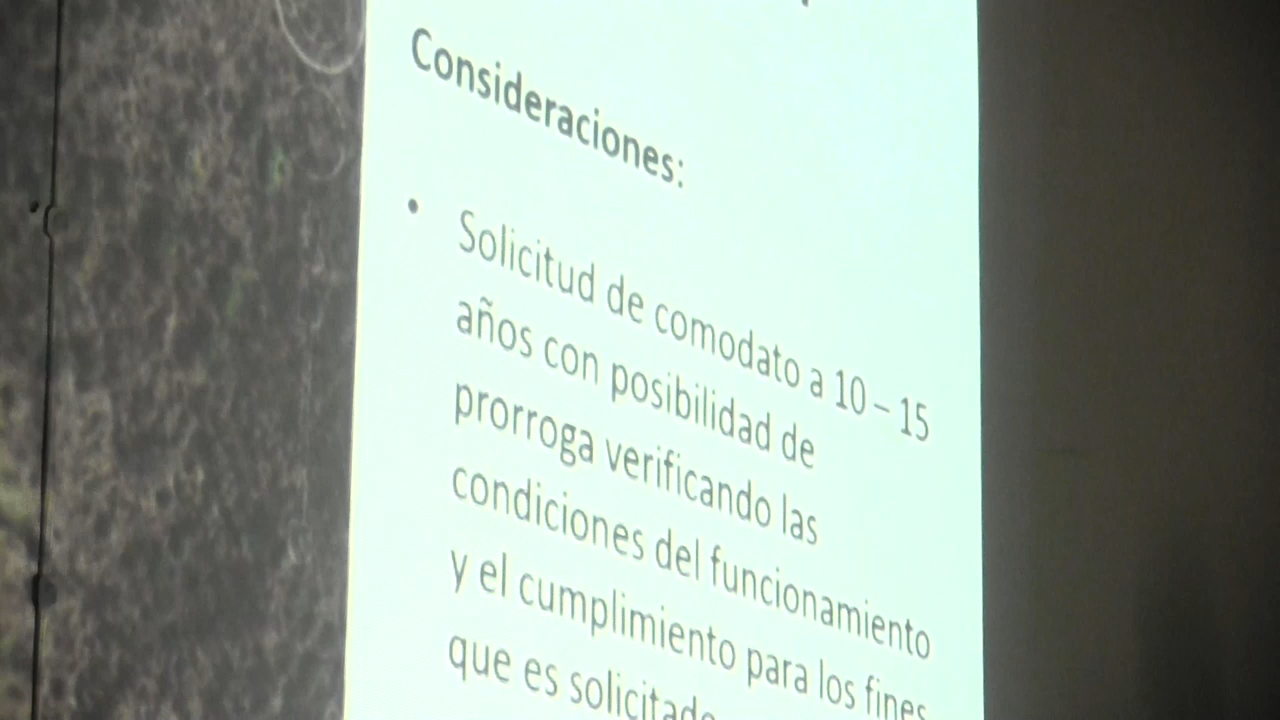 Consideraciones:
• Solicitud de comodato a 10 – 15
años con posibilidad de
prorroga verificando las
condiciones del funcionamiento
y el cumplimiento para los fines
que es solicitado